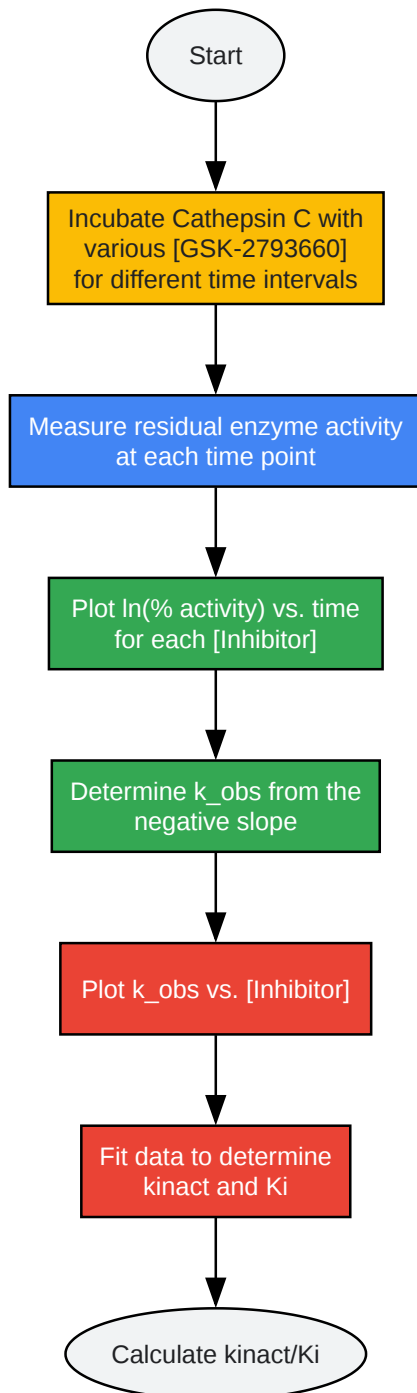 Start
Incubate Cathepsin C with
various [GSK-2793660]
for different time intervals
Measure residual enzyme activity
at each time point
Plot ln(% activity) vs. time
for each [Inhibitor]
Determine k_obs from the
negative slope
Plot k_obs vs. [Inhibitor]
Fit data to determine
kinact and Ki
Calculate kinact/Ki